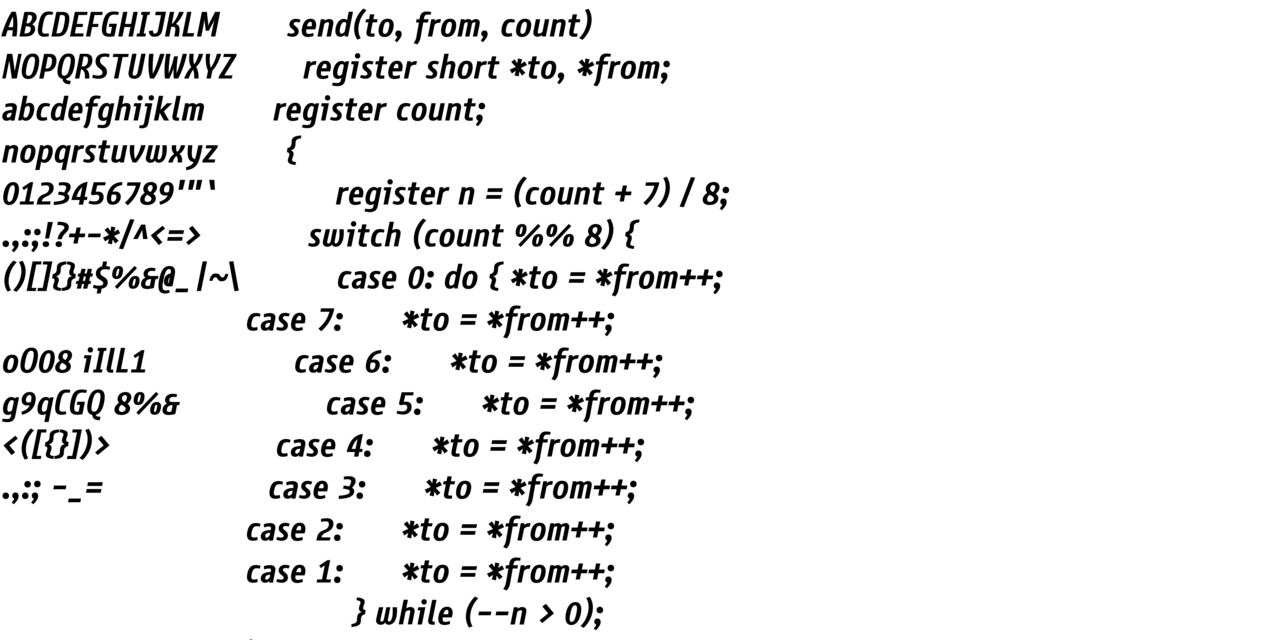 ABCDEFGHIJKLM send(to, from, count)
NOPQRSTUVWXYZ register short *to, *from;
abcdefghijklm register count;
nopqrstuvwxyz {
0123456789'"` register n = (count + 7) / 8;
.,:;!?+-*/^<=> switch (count %% 8) {
()[]{}#$%&@_|~\ case 0: do { *to = *from++;
case 7: *to = *from++;
oO08 iIlL1 case 6: *to = *from++;
g9qCGQ 8%& case 5: *to = *from++;
<([{}])> case 4: *to = *from++;
.,:; -_= case 3: *to = *from++;
case 2: *to = *from++;
case 1: *to = *from++;
} while (--n > 0);